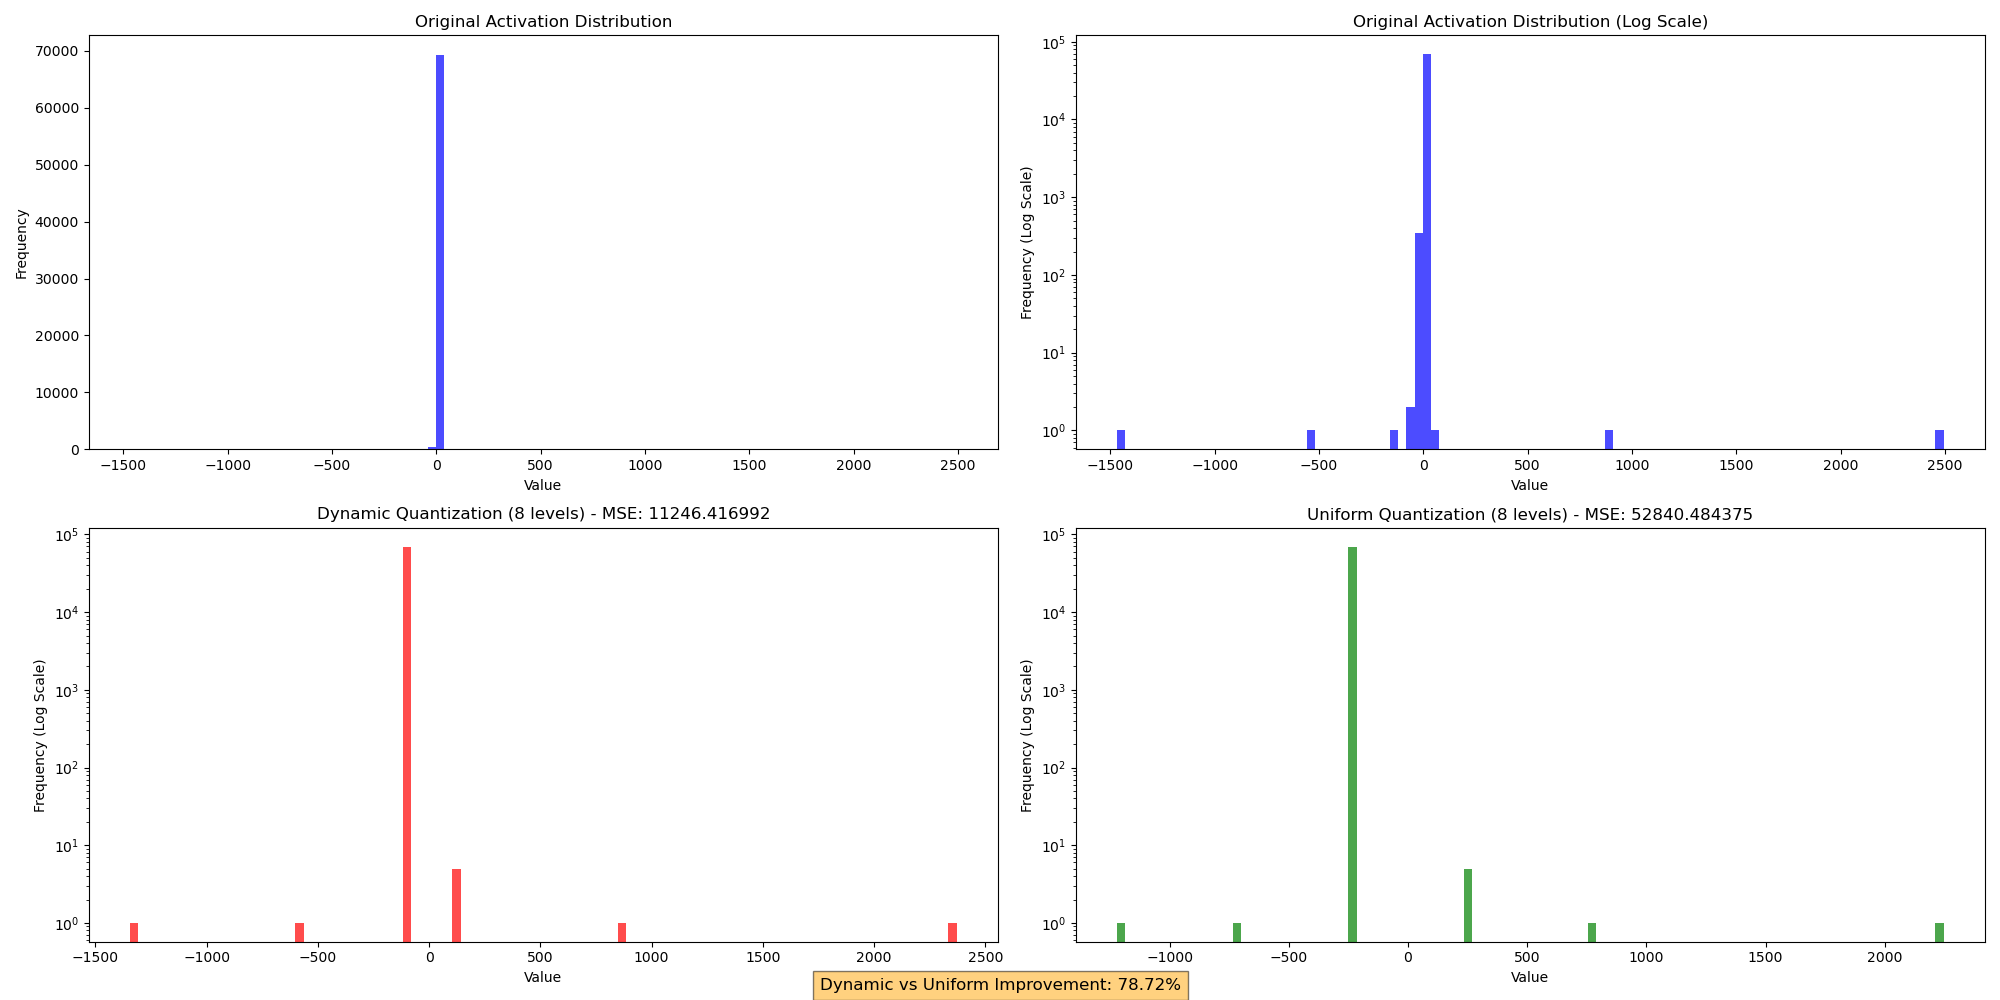 Original Activation Distribution
70000
60000
50000
40000
30000
20000
10000
0
Frequency
−1500 −1000 −500 0 500 1000 1500 2000 2500
Value
Original Activation Distribution (Log Scale)
10^5
10^4
10^3
10^2
10^1
10^0
Frequency (Log Scale)
−1500 −1000 −500 0 500 1000 1500 2000 2500
Value
Dynamic Quantization (8 levels) - MSE: 11246.416992
10^5
10^4
10^3
10^2
10^1
10^0
Frequency (Log Scale)
−1500 −1000 −500 0 500 1000 1500 2000 2500
Value
Uniform Quantization (8 levels) - MSE: 52840.484375
10^5
10^4
10^3
10^2
10^1
10^0
Frequency (Log Scale)
−1000 −500 0 500 1000 1500 2000
Value
Dynamic vs Uniform Improvement: 78.72%